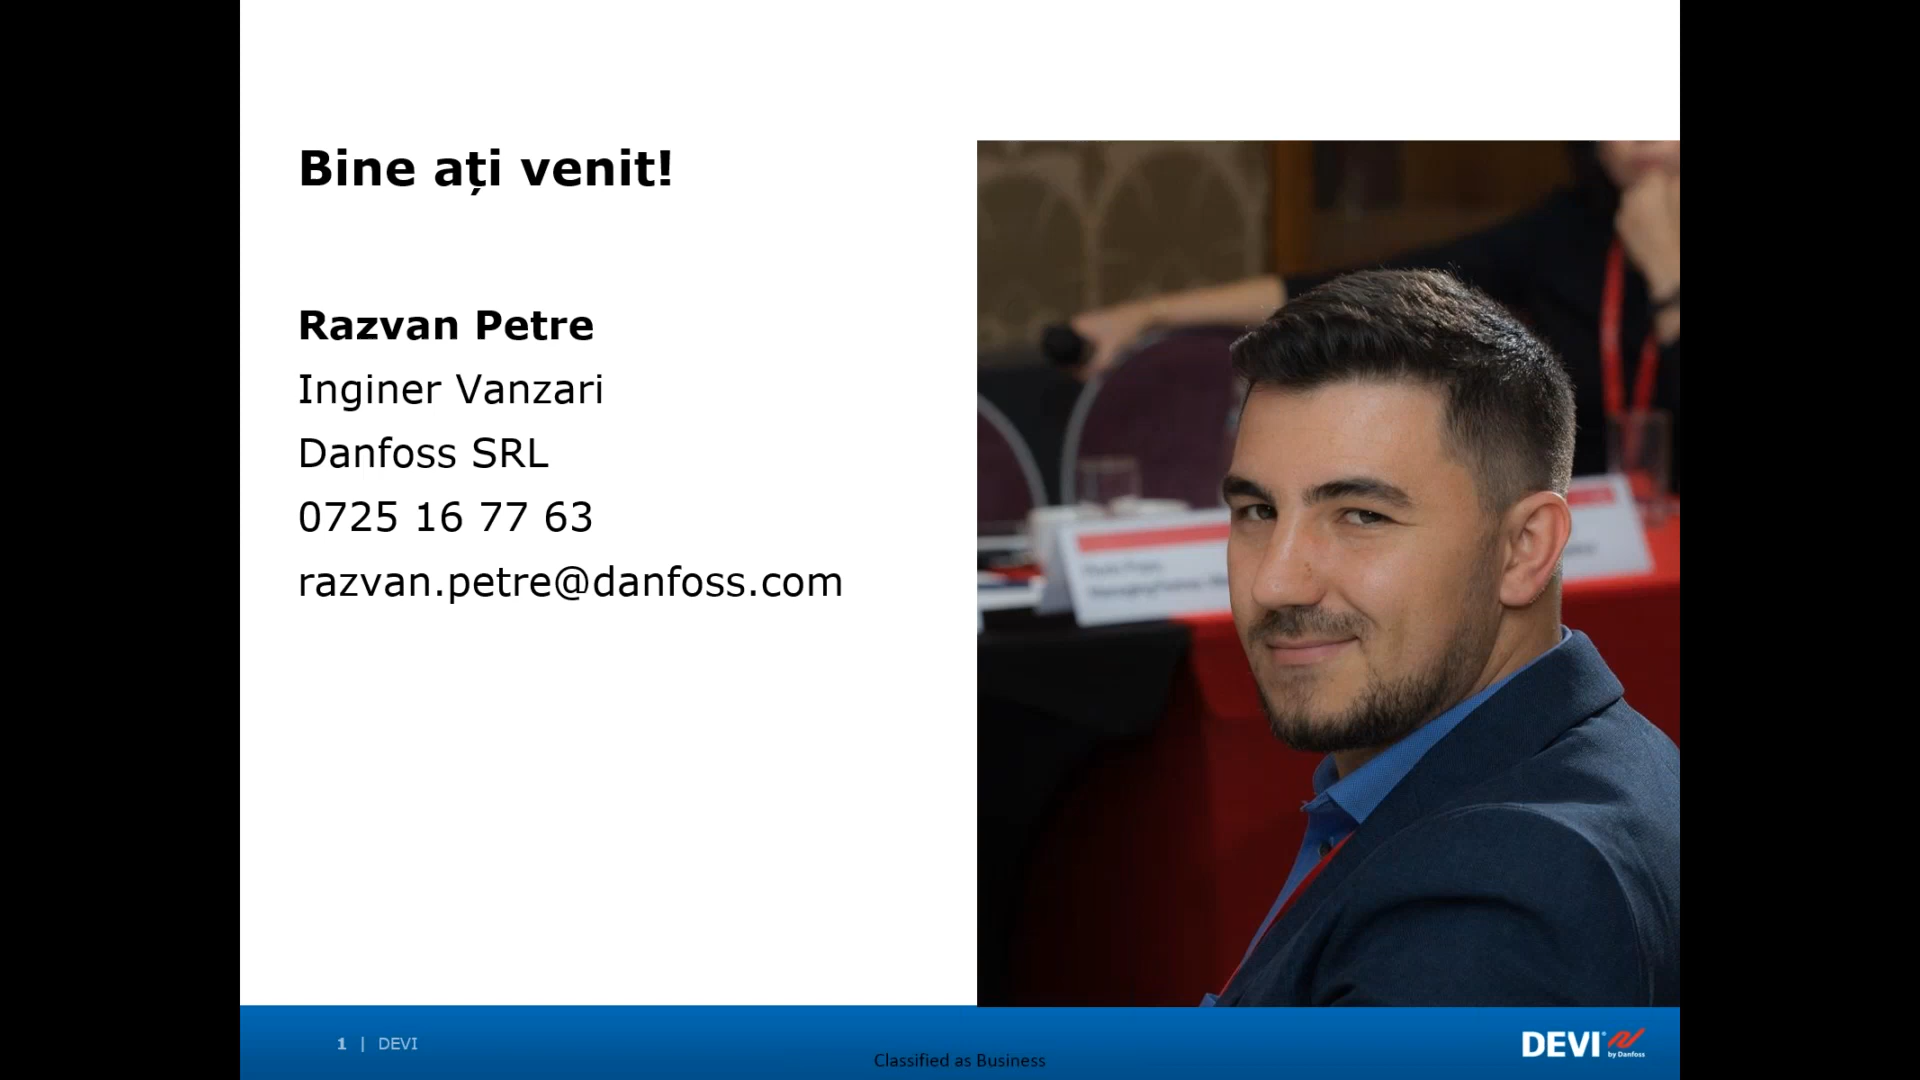 Bine ați venit!
Razvan Petre
Inginer Vanzari
Danfoss SRL
0725 16 77 63
razvan.petre@danfoss.com
1 | DEVI
Classified as Business
DEVI
by Danfoss